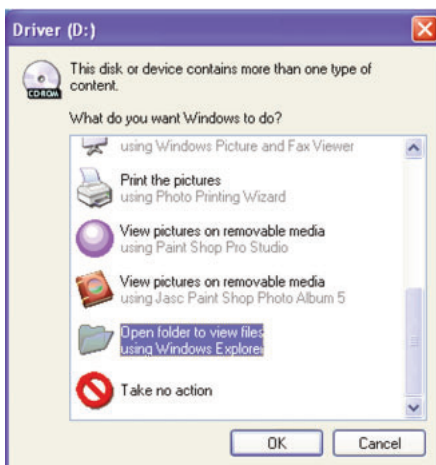 Driver (D:)
This disk or device contains more than one type of
content.
CD-ROM
What do you want Windows to do?
using Windows Picture and Fax Viewer
Print the pictures
using Photo Printing Wizard
View pictures on removable media
using Paint Shop Pro Studio
View pictures on removable media
using Jasc Paint Shop Photo Album 5
Open folder to view files
using Windows Explorer
Take no action
OK
Cancel